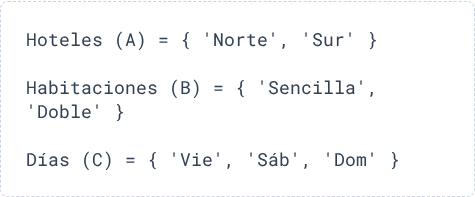 Hoteles (A) = { 'Norte', 'Sur' }
Habitaciones (B) = { 'Sencilla',
'Doble' }
Días (C) = { 'Vie', 'Sáb', 'Dom' }